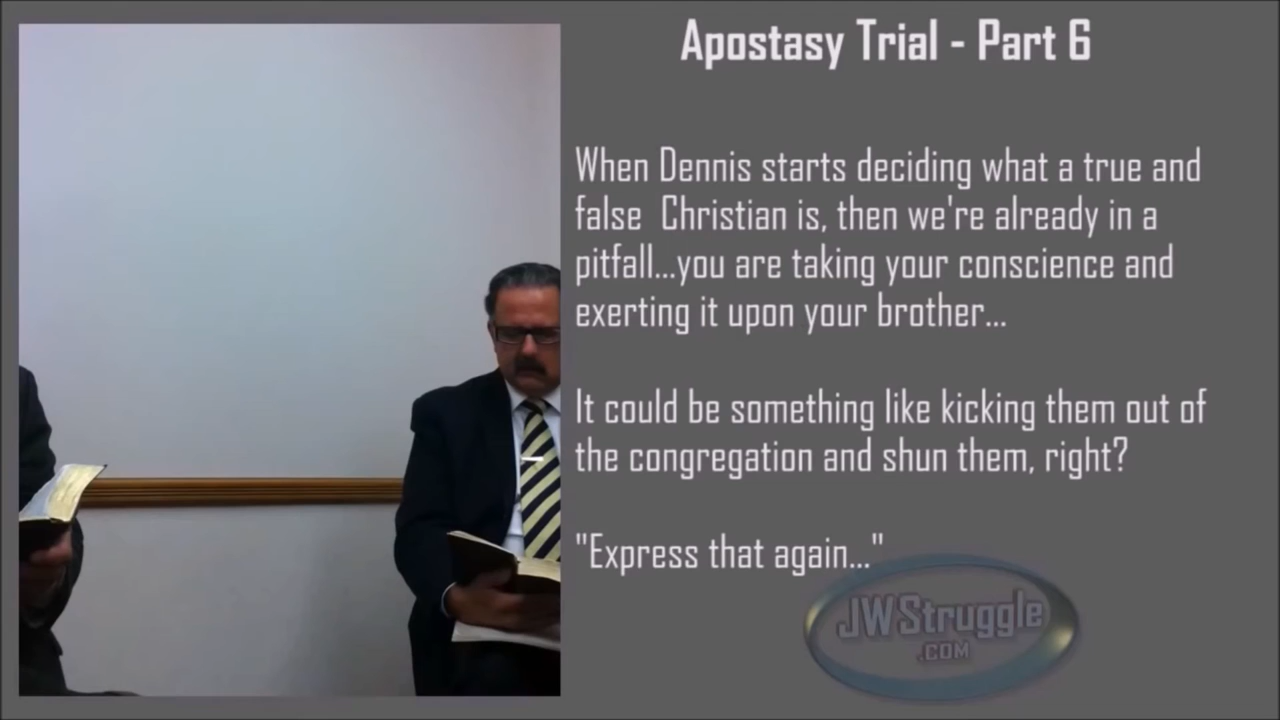 Apostasy Trial - Part 6
When Dennis starts deciding what a true and
false Christian is, then we're already in a
pitfall...you are taking your conscience and
exerting it upon your brother...
It could be something like kicking them out of
the congregation and shun them, right?
"Express that again..."
JWStruggle
.COM